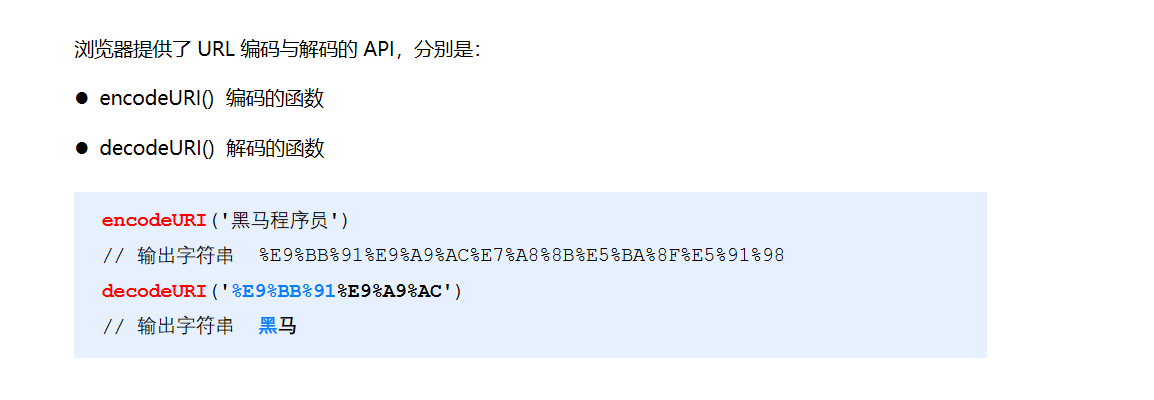 浏览器提供了 URL 编码与解码的 API，分别是：
● encodeURI() 编码的函数
● decodeURI() 解码的函数
encodeURI('黑马程序员')
// 输出字符串 %E9%BB%91%E9%A9%AC%E7%A8%8B%E5%BA%8F%E5%91%98
decodeURI('%E9%BB%91%E9%A9%AC')
// 输出字符串 黑马